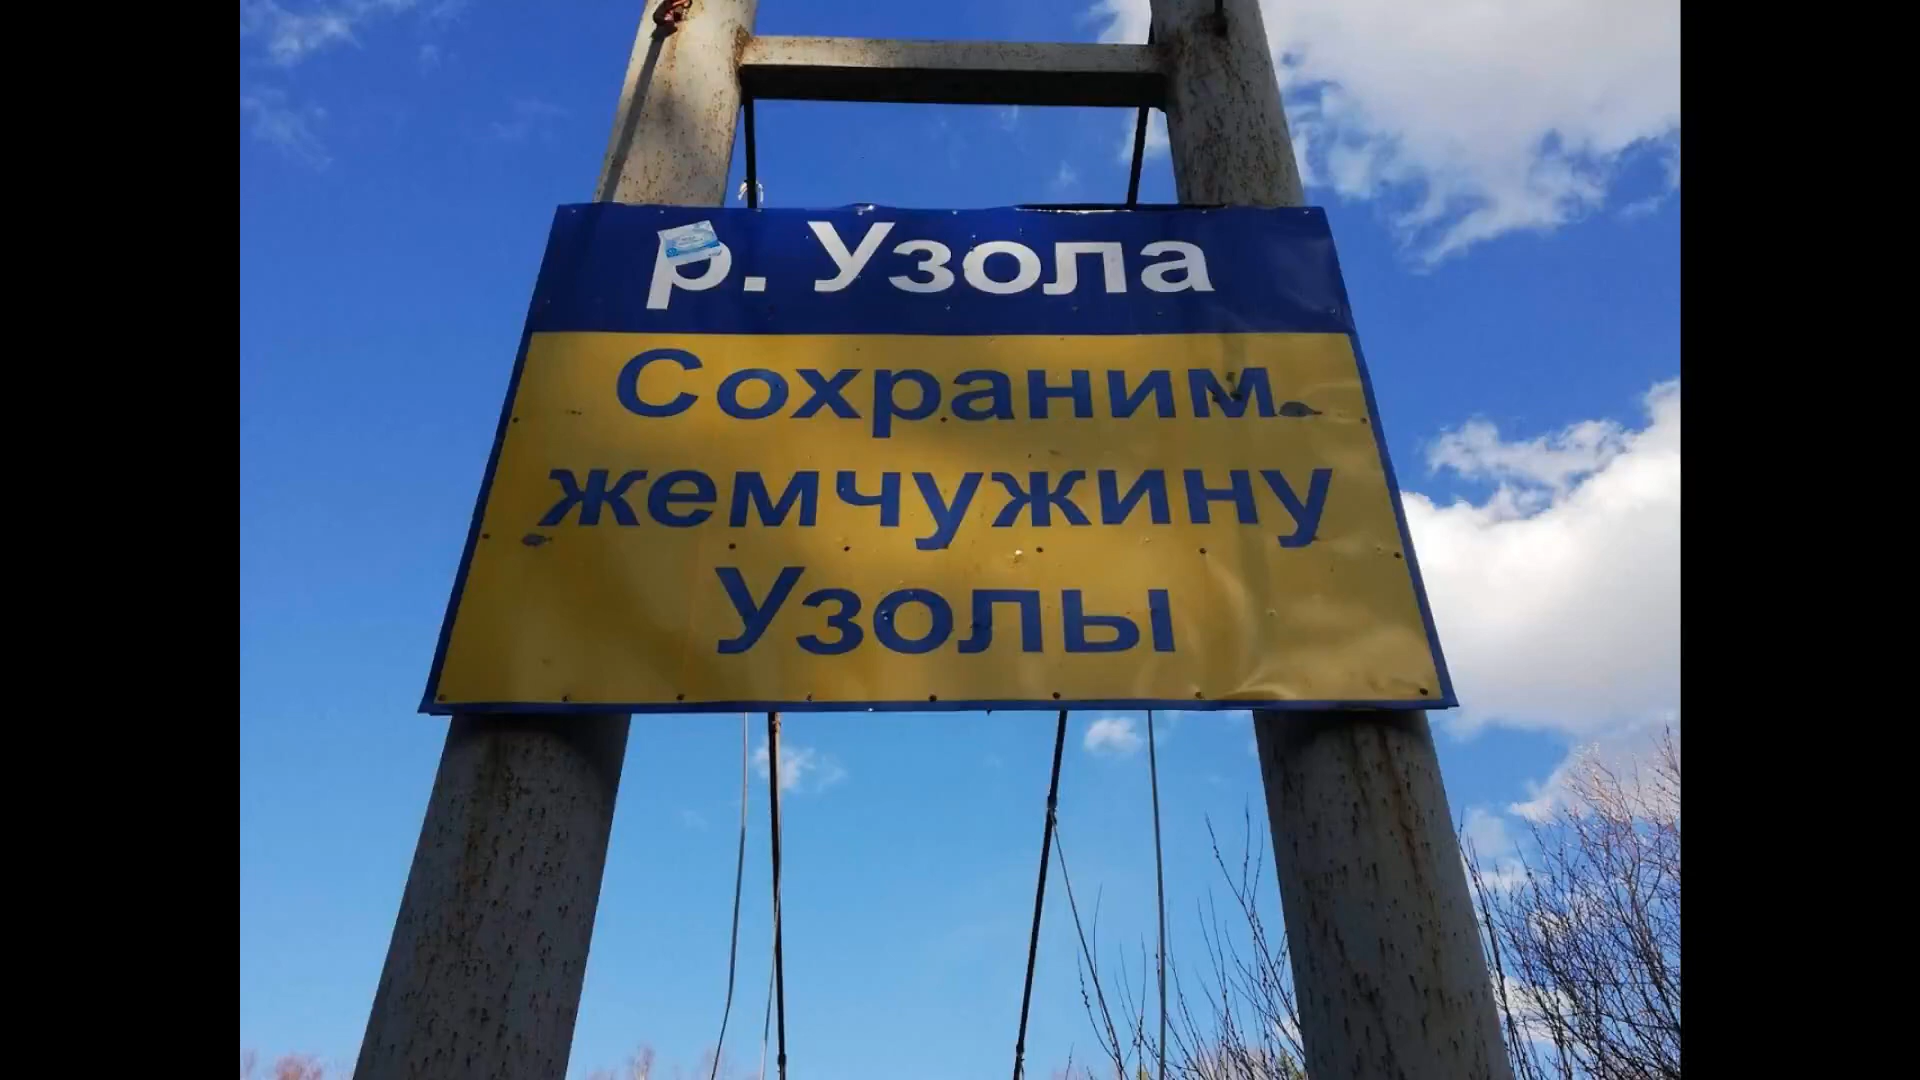 р. Узола
Сохраним
жемчужину
Узолы